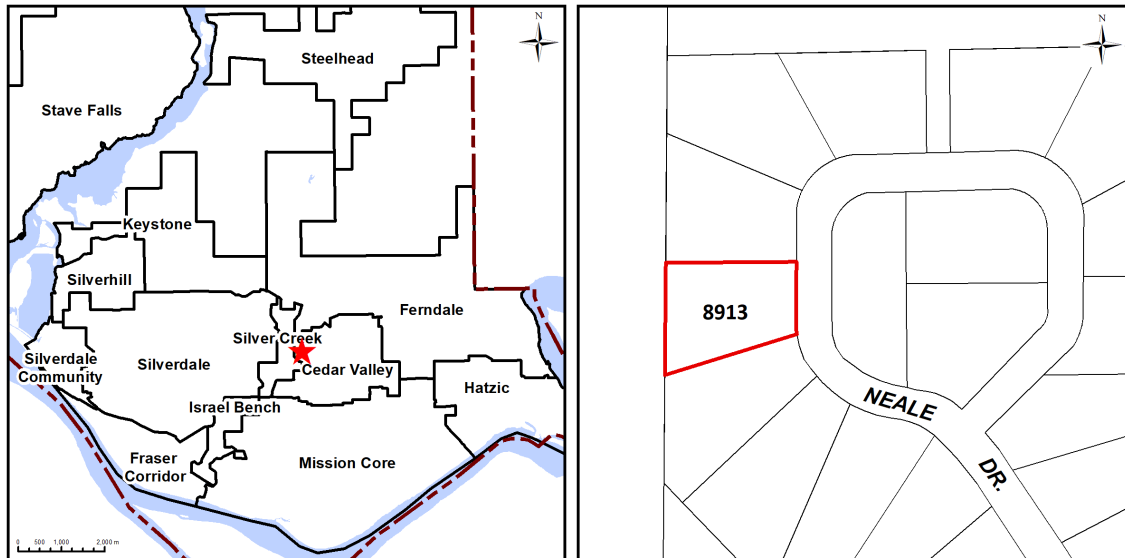 N
Steelhead
Stave Falls
Keystone
Silverhill
Ferndale
Silver Creek
Silverdale
Community
Silverdale
Cedar Valley
Hatzic
Israel Bench
Fraser
Corridor
Mission Core
0 500 1,000 2,000 m
N
8913
NEALE
DR.